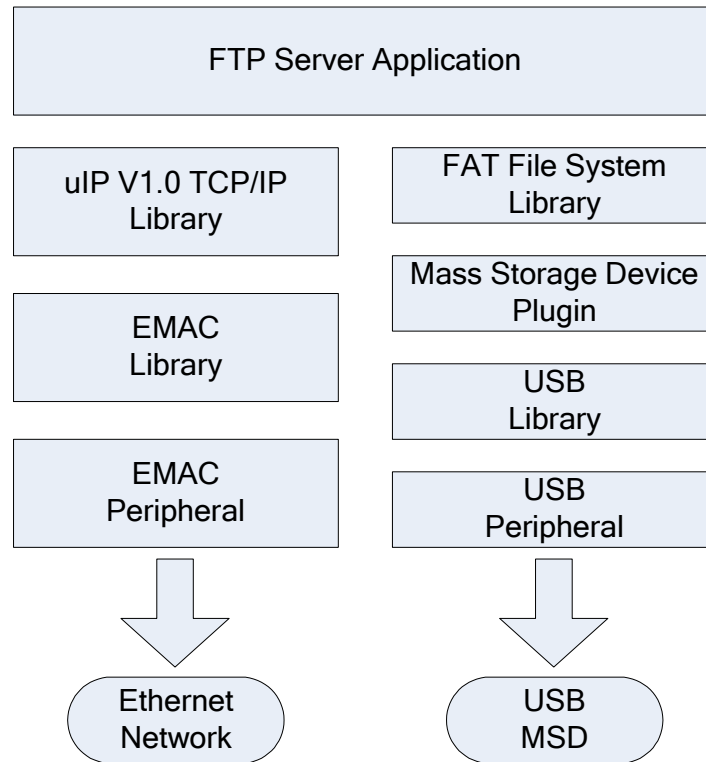 FTP Server Application
uIP V1.0 TCP/IP
Library
EMAC
Library
EMAC
Peripheral
Ethernet
Network
FAT File System
Library
Mass Storage Device
Plugin
USB
Library
USB
Peripheral
USB
MSD